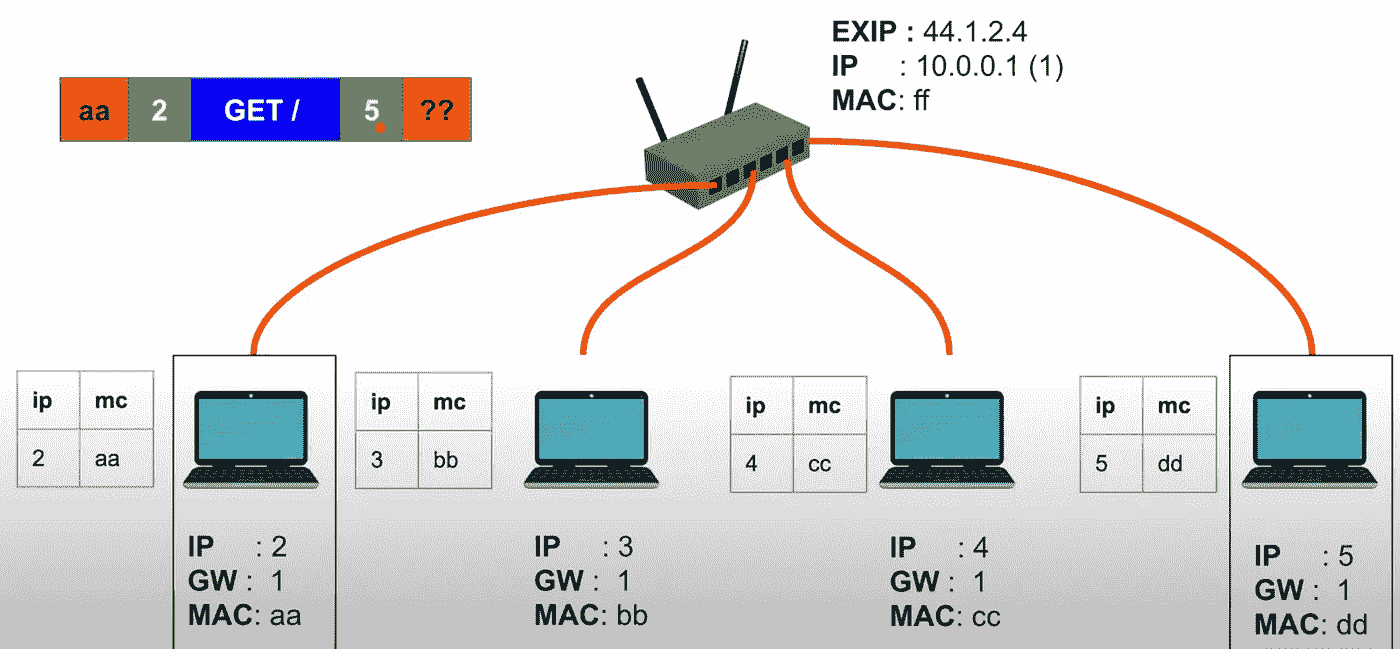 EXIP : 44.1.2.4
IP : 10.0.0.1 (1)
MAC: ff
aa 2 GET / 5 ??
ip mc
2 aa
ip mc
3 bb
ip mc
4 cc
ip mc
5 dd
IP : 2
GW : 1
MAC: aa
IP : 3
GW : 1
MAC: bb
IP : 4
GW : 1
MAC: cc
IP : 5
GW : 1
MAC: dd